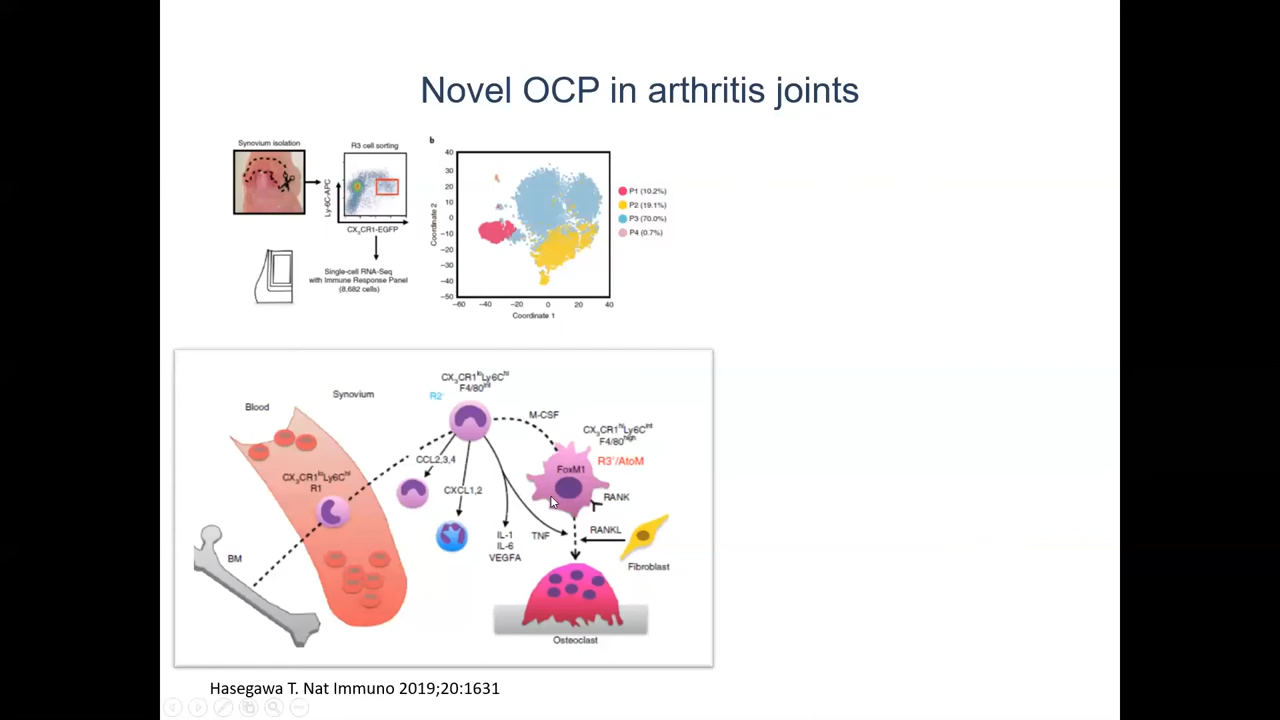 Novel OCP in arthritis joints
Synovium isolation
R3 cell sorting
Ly-6C-APC
CX3CR1-EGFP
Single-cell RNA-Seq
with Immune Response Panel
(8,682 cells)
b
40
30
20
10
0
−10
−20
−30
−40
−50
Coordinate 2
−60 −40 −20 0 20 40
Coordinate 1
P1 (10.2%)
P2 (19.1%)
P3 (70.0%)
P4 (0.7%)
Blood
Synovium
CX3CR1loLy6Chi
F4/80int
R2
M-CSF
CX3CR1hiLy6Cint
F4/80high
R3'/AtoM
CCL2,3,4
FoxM1
CX3CR1loLy6Chi
R1
CXCL1,2
RANK
IL-1
IL-6
VEGFA
TNF
RANKL
BM
Fibroblast
Osteoclast
Hasegawa T. Nat Immuno 2019;20:1631